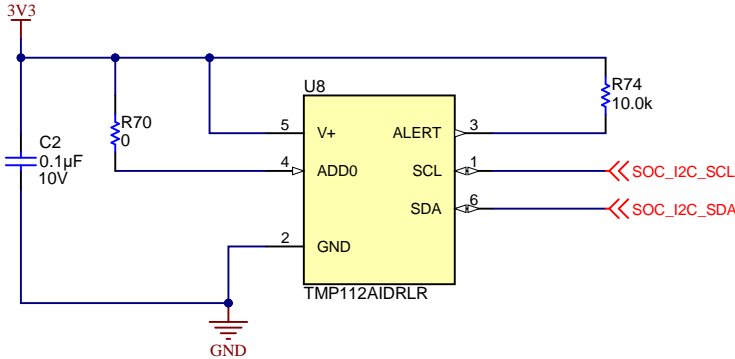 3V3
U8
R74
10.0k
R70
0
C2
0.1µF
10V
5
V+
ALERT
3
4
ADD0
SCL
1
SOC_I2C_SCL
SDA
6
SOC_I2C_SDA
2
GND
TMP112AIDRLR
GND